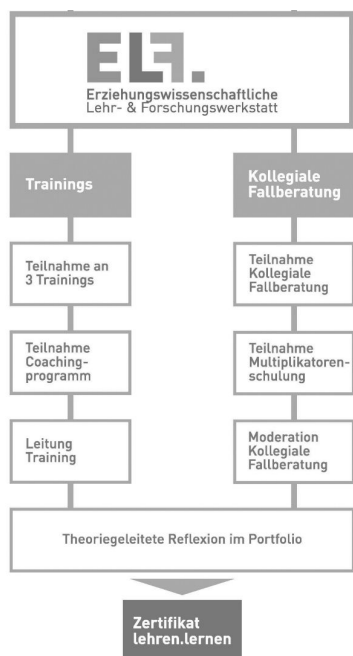 ELF.
Erziehungswissenschaftliche
Lehr- & Forschungswerkstatt
Trainings
Teilnahme an
3 Trainings
Teilnahme
Coaching-
programm
Leitung
Training
Kollegiale
Fallberatung
Teilnahme
Kollegiale
Fallberatung
Teilnahme
Multiplikatoren-
schulung
Moderation
Kollegiale
Fallberatung
Theoriegeleitete Reflexion im Portfolio
Zertifikat
lehren.lernen